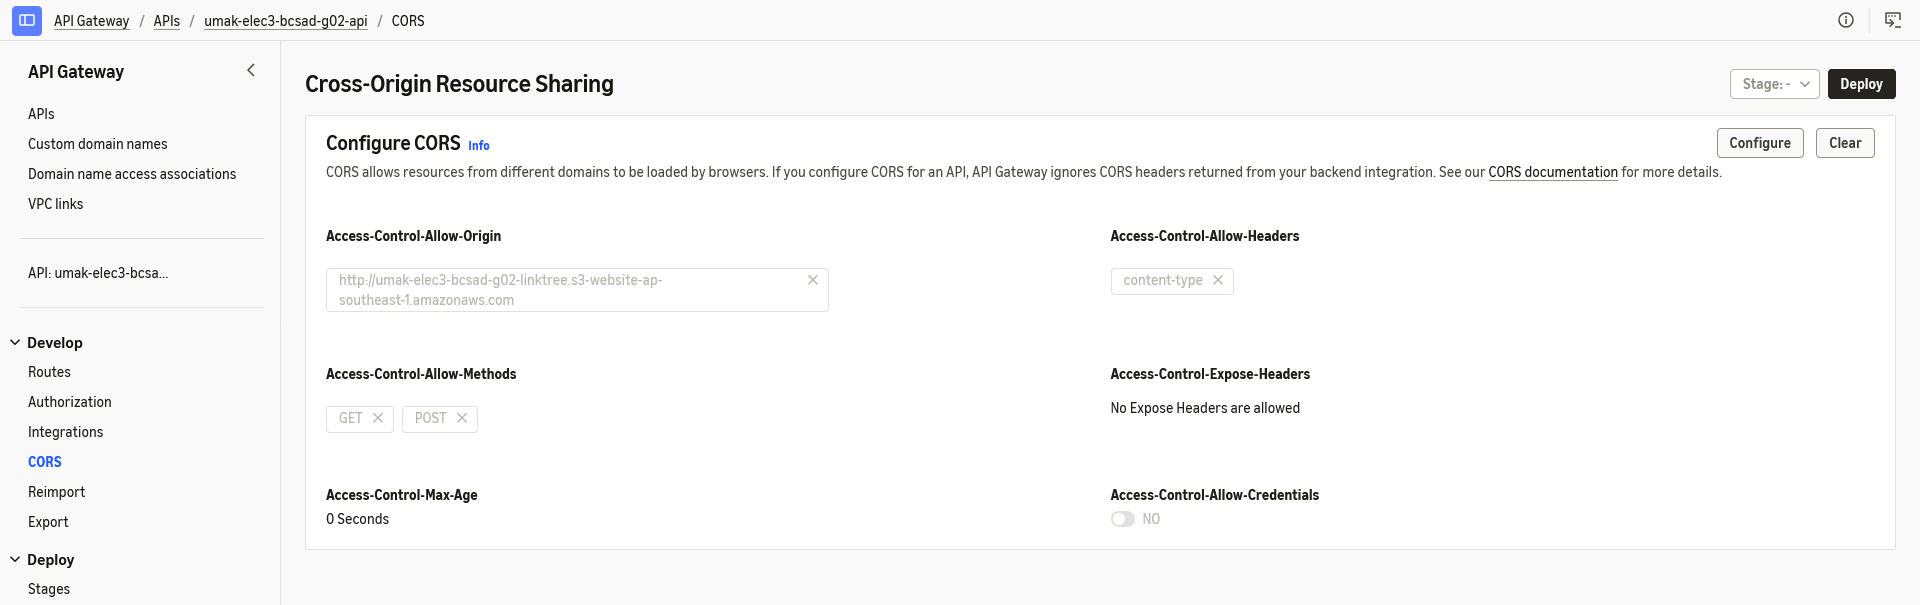 API Gateway / APIs / umak-elec3-bcsad-g02-api / CORS
API Gateway
APIs
Custom domain names
Domain name access associations
VPC links
API: umak-elec3-bcsa...
Develop
Routes
Authorization
Integrations
CORS
Reimport
Export
Deploy
Stages
Cross-Origin Resource Sharing
Stage: -
Deploy
Configure CORS Info
Configure
Clear
CORS allows resources from different domains to be loaded by browsers. If you configure CORS for an API, API Gateway ignores CORS headers returned from your backend integration. See our CORS documentation for more details.
Access-Control-Allow-Origin
http://umak-elec3-bcsad-g02-linktree.s3-website-ap-
southeast-1.amazonaws.com
Access-Control-Allow-Headers
content-type
Access-Control-Allow-Methods
GET
POST
Access-Control-Expose-Headers
No Expose Headers are allowed
Access-Control-Max-Age
0 Seconds
Access-Control-Allow-Credentials
NO